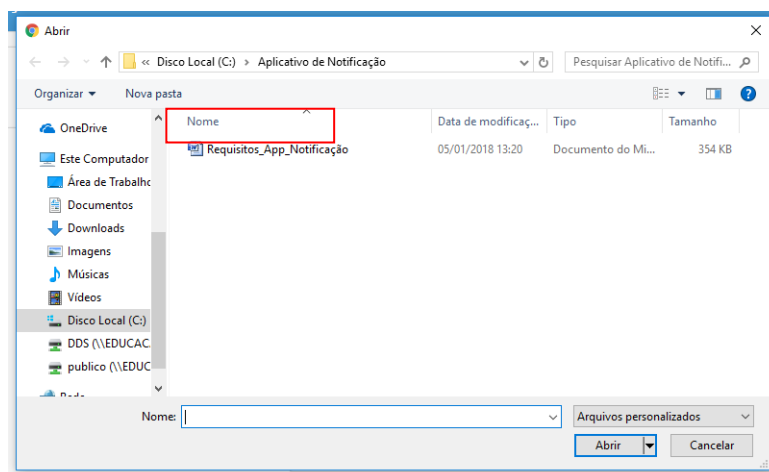 Abrir
« Disco Local (C:) > Aplicativo de Notificação
Pesquisar Aplicativo de Notifi...
Organizar
Nova pasta
Nome
Data de modificaç...
Tipo
Tamanho
OneDrive
Este Computador
Área de Trabalho
Documentos
Downloads
Imagens
Músicas
Vídeos
Disco Local (C:)
DDS (\\EDUCAC.
publico (\\EDUC
Requisitos_App_Notificação
05/01/2018 13:20
Documento do Mi...
354 KB
Nome:
Arquivos personalizados
Abrir
Cancelar